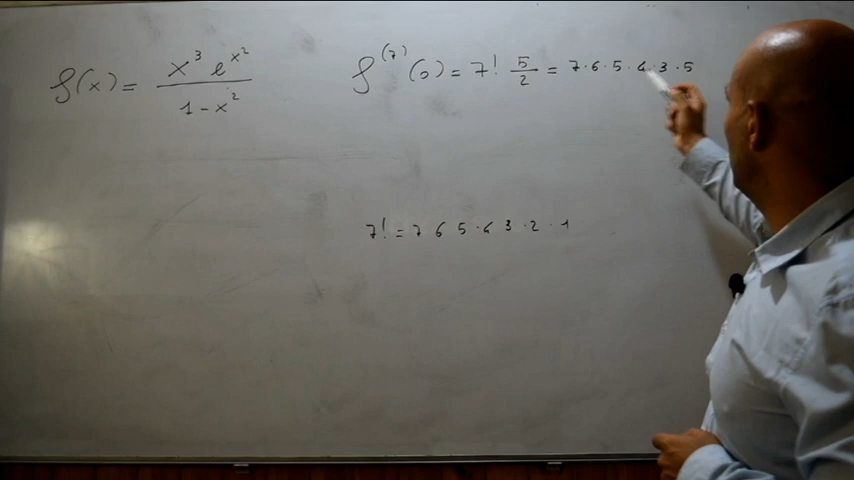 f(x) = x³ e^x² / 1 - x²
f^(7) (0) = 7! 5/2 = 7 · 6 · 5 · 4 · 3 · 5
7! = 7 6 5 · 4 3 · 2 · 1